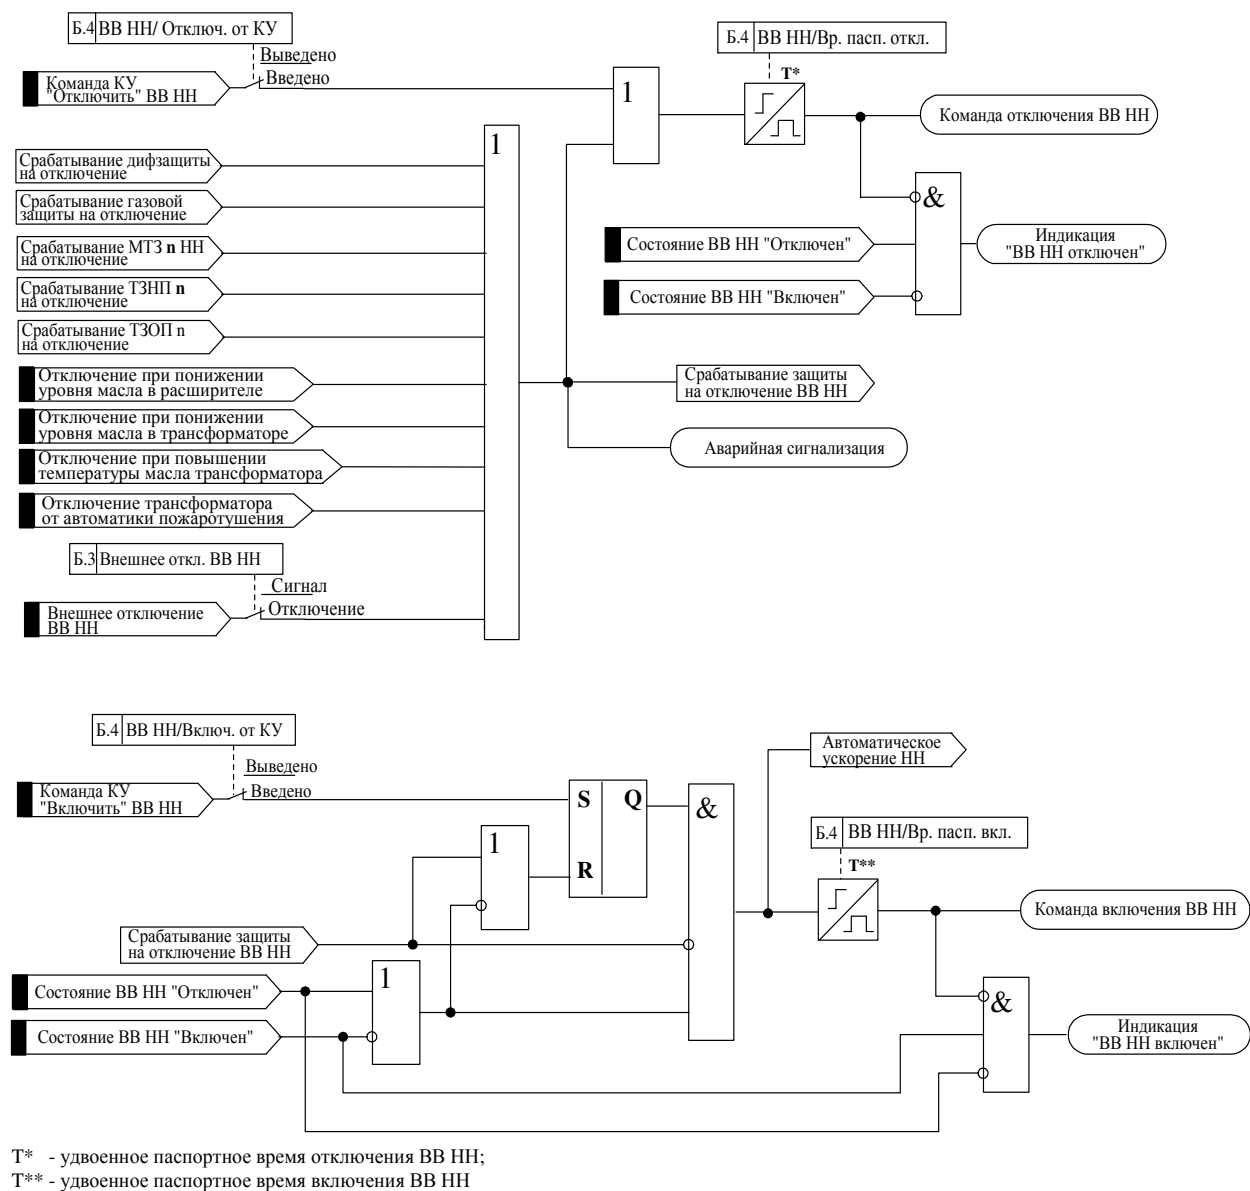 Б.4 ВВ НН/ Отключ. от КУ
Выведено
Введено
Команда КУ
"Отключить" ВВ НН
Б.4 ВВ НН/Вр. пасп. откл.
T*
1
Команда отключения ВВ НН
1
Срабатывание дифзащиты
на отключение
Срабатывание газовой
защиты на отключение
Срабатывание МТЗ n НН
на отключение
Срабатывание ТЗНП n
на отключение
Срабатывание ТЗОП n
на отключение
Отключение при понижении
уровня масла в расширителе
Отключение при понижении
уровня масла в трансформаторе
Отключение при повышении
температуры масла трансформатора
Отключение трансформатора
от автоматики пожаротушения
&
Состояние ВВ НН "Отключен"
Индикация
"ВВ НН отключен"
Состояние ВВ НН "Включен"
Срабатывание защиты
на отключение ВВ НН
Аварийная сигнализация
Б.3 Внешнее откл. ВВ НН
Сигнал
Отключение
Внешнее отключение
ВВ НН
Б.4 ВВ НН/Включ. от КУ
Выведено
Введено
Команда КУ
"Включить" ВВ НН
S Q
R
&
Автоматическое
ускорение НН
Б.4 ВВ НН/Вр. пасп. вкл.
T**
1
Команда включения ВВ НН
Срабатывание защиты
на отключение ВВ НН
1
Состояние ВВ НН "Отключен"
Состояние ВВ НН "Включен"
&
Индикация
"ВВ НН включен"
T* - удвоенное паспортное время отключения ВВ НН;
T** - удвоенное паспортное время включения ВВ НН